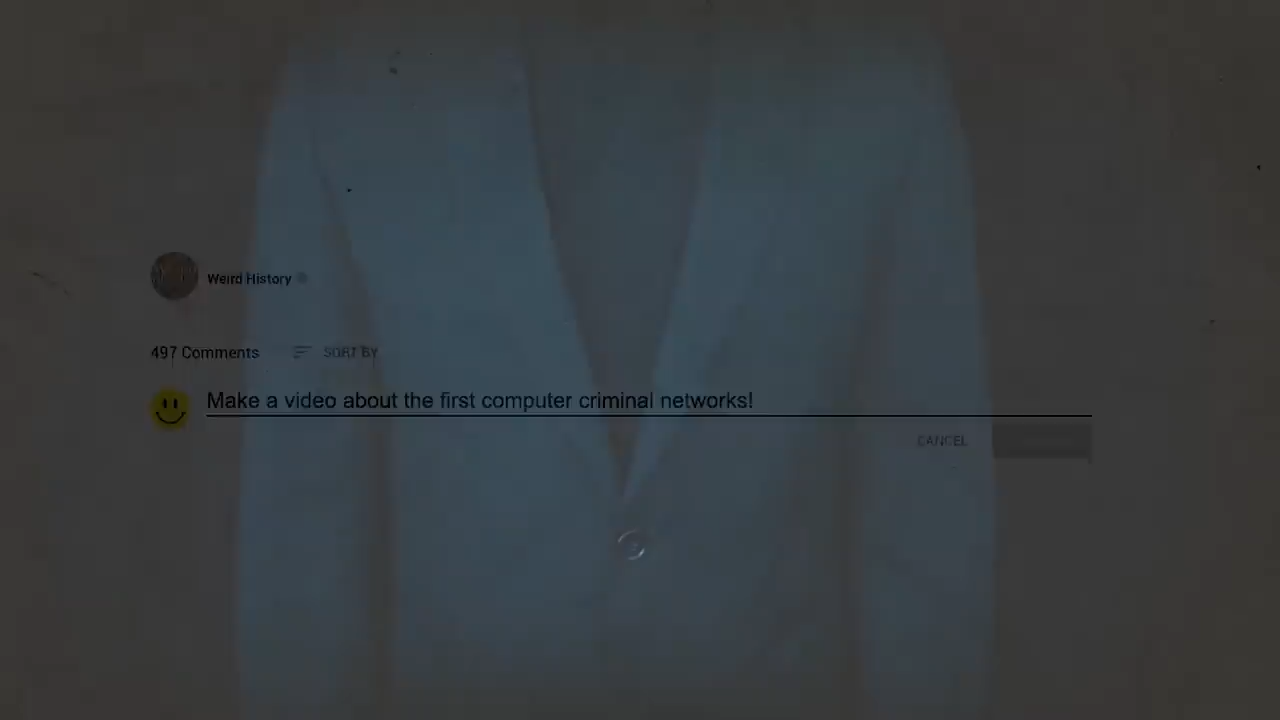 Weird History
497 Comments SORT BY
Make a video about the first computer criminal networks!
CANCEL